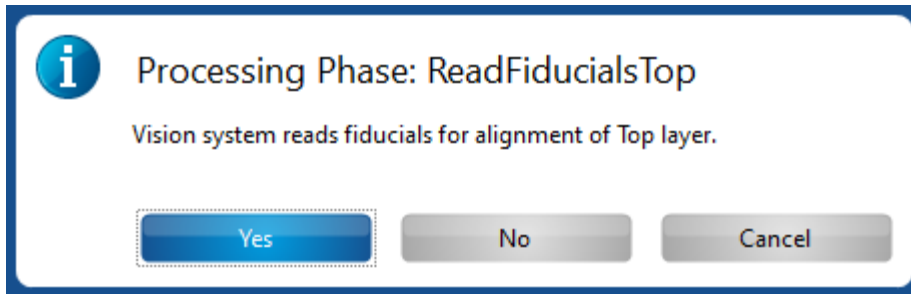 Processing Phase: ReadFiducialsTop
Vision system reads fiducials for alignment of Top layer.
Yes No Cancel